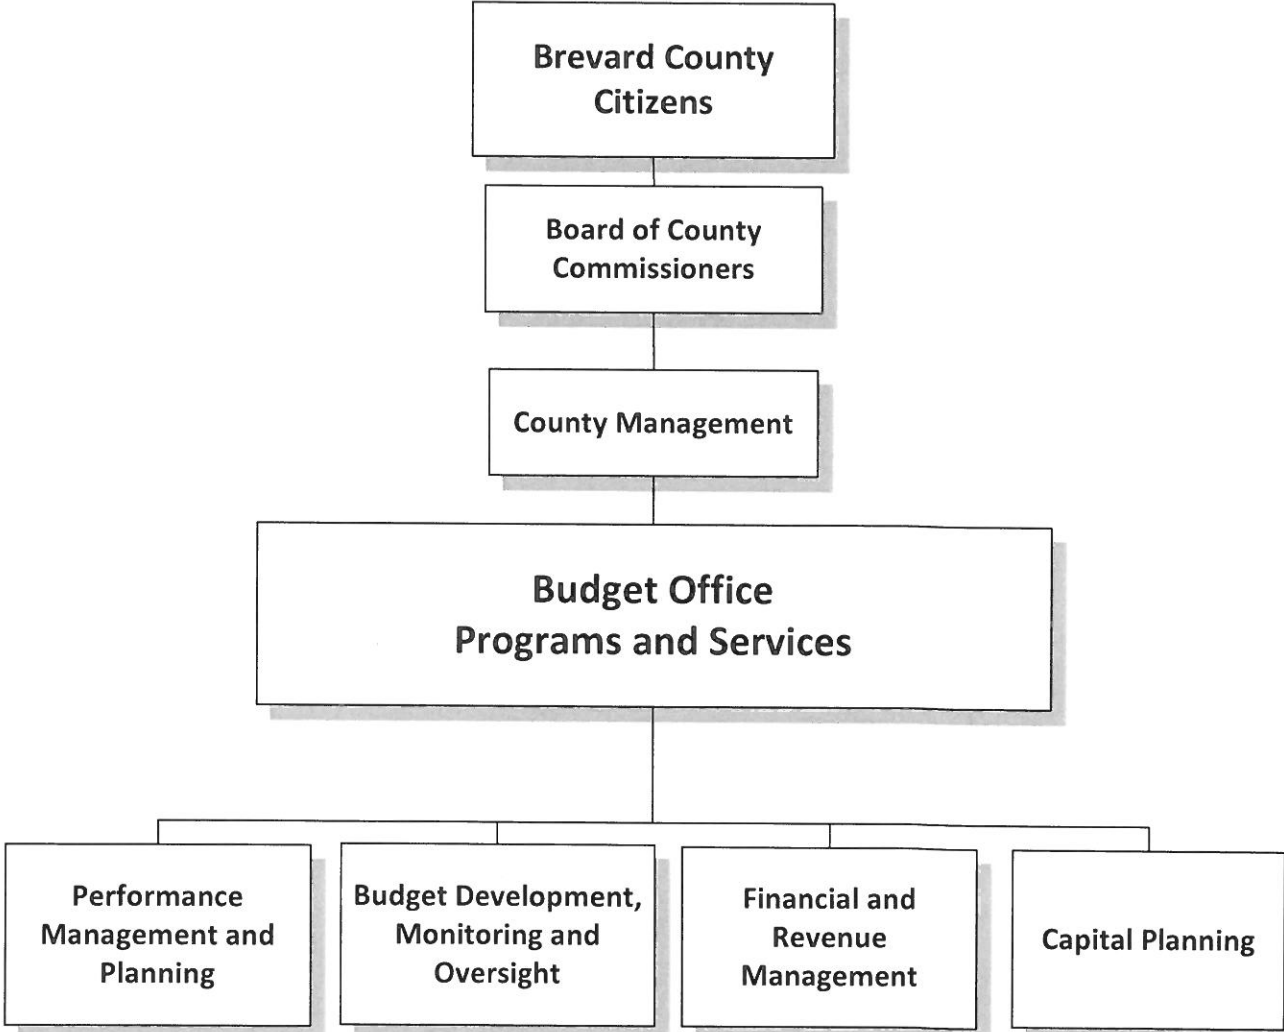 Brevard County
Citizens
Board of County
Commissioners
County Management
Budget Office
Programs and Services
Performance
Management and
Planning
Budget Development,
Monitoring and
Oversight
Financial and
Revenue
Management
Capital Planning